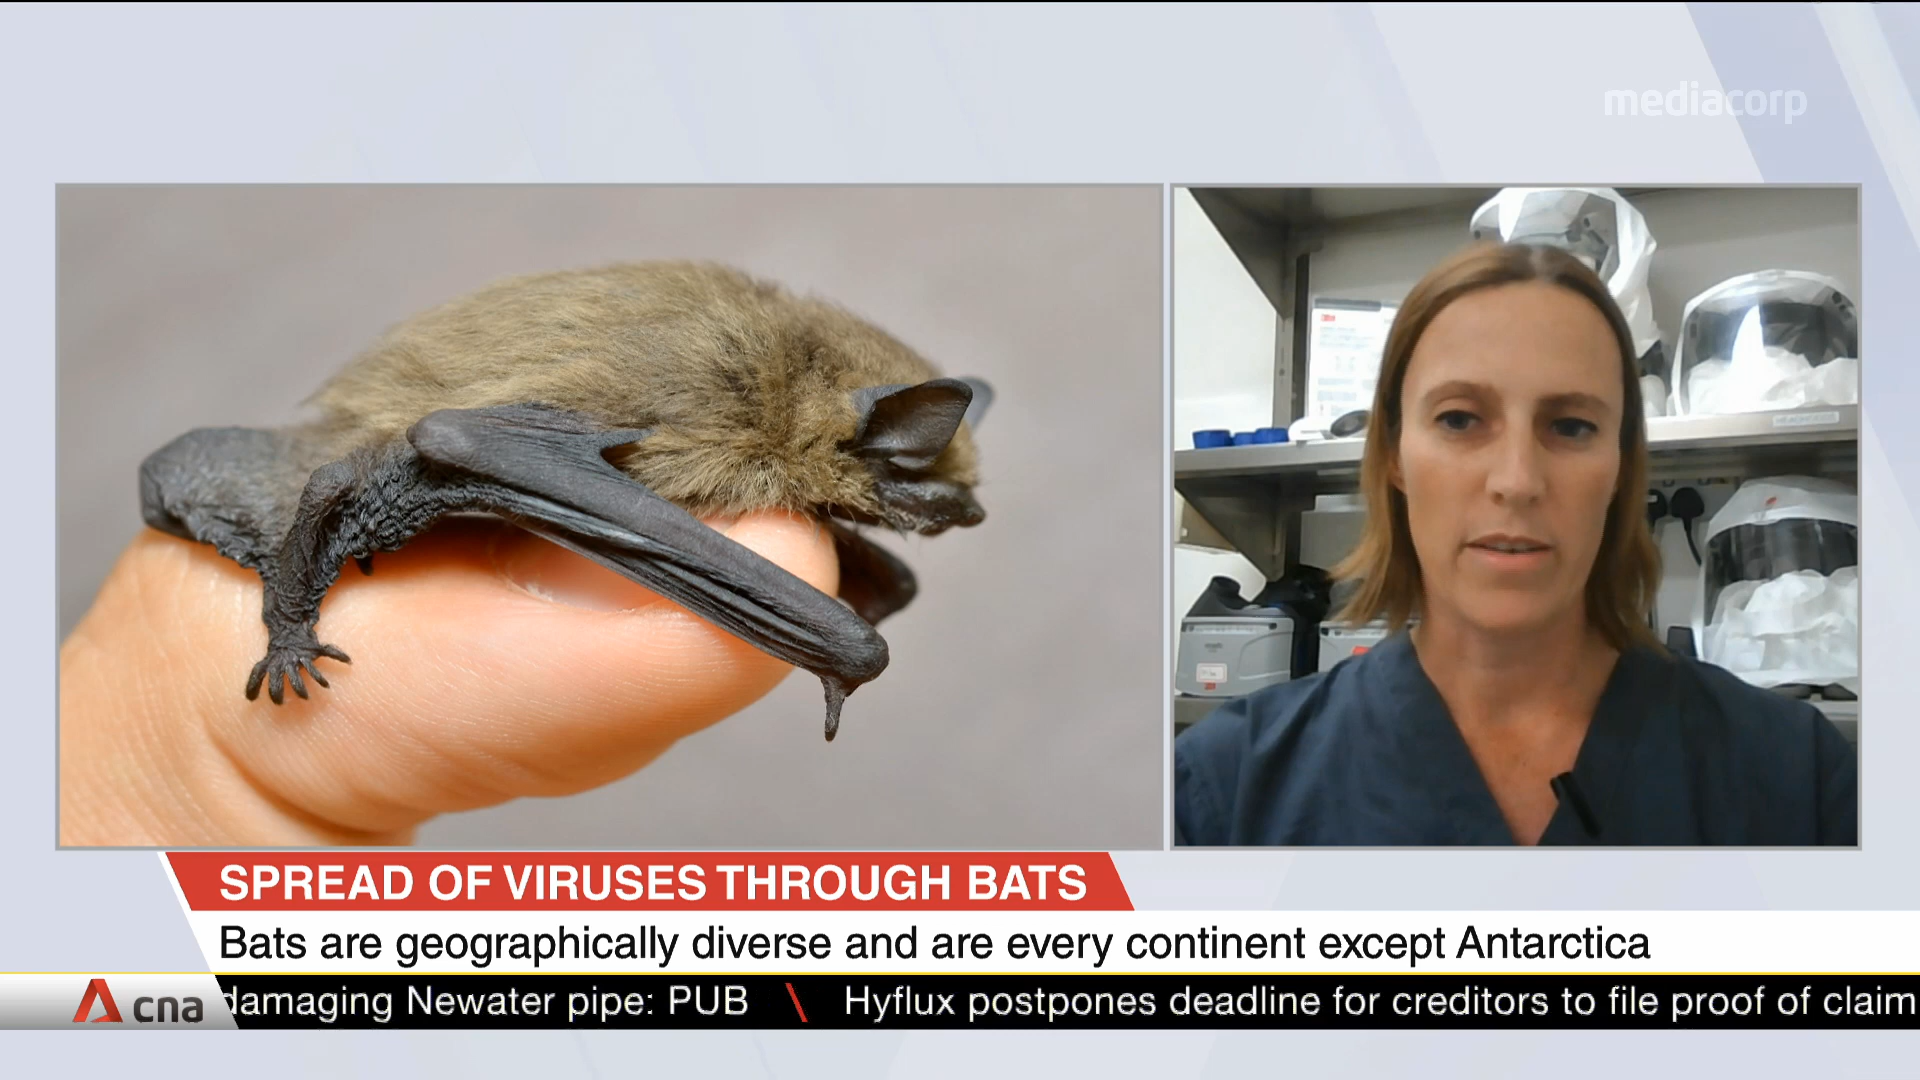 mediacorp
SPREAD OF VIRUSES THROUGH BATS
Bats are geographically diverse and are every continent except Antarctica
cna
damaging Newater pipe: PUB \ Hyflux postpones deadline for creditors to file proof of claim